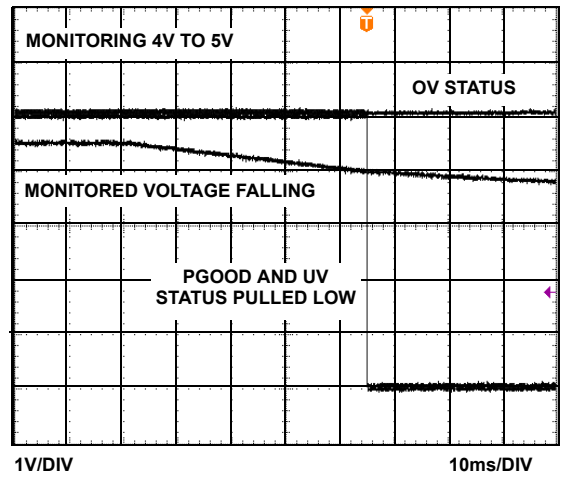 T
MONITORING 4V TO 5V
OV STATUS
MONITORED VOLTAGE FALLING
PGOOD AND UV
STATUS PULLED LOW
1V/DIV
10ms/DIV